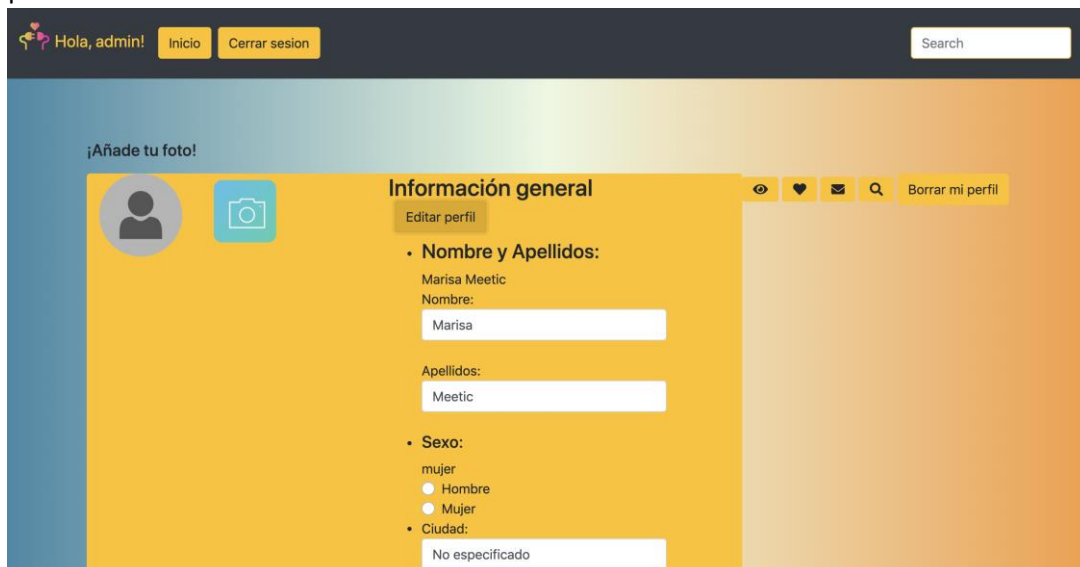 Hola, admin! Inicio Cerrar sesion Search
¡Añade tu foto!
Información general
Borrar mi perfil
Editar perfil
• Nombre y Apellidos:
Marisa Meetic
Nombre:
Marisa
Apellidos:
Meetic
• Sexo:
mujer
Hombre
Mujer
• Ciudad:
No especificado